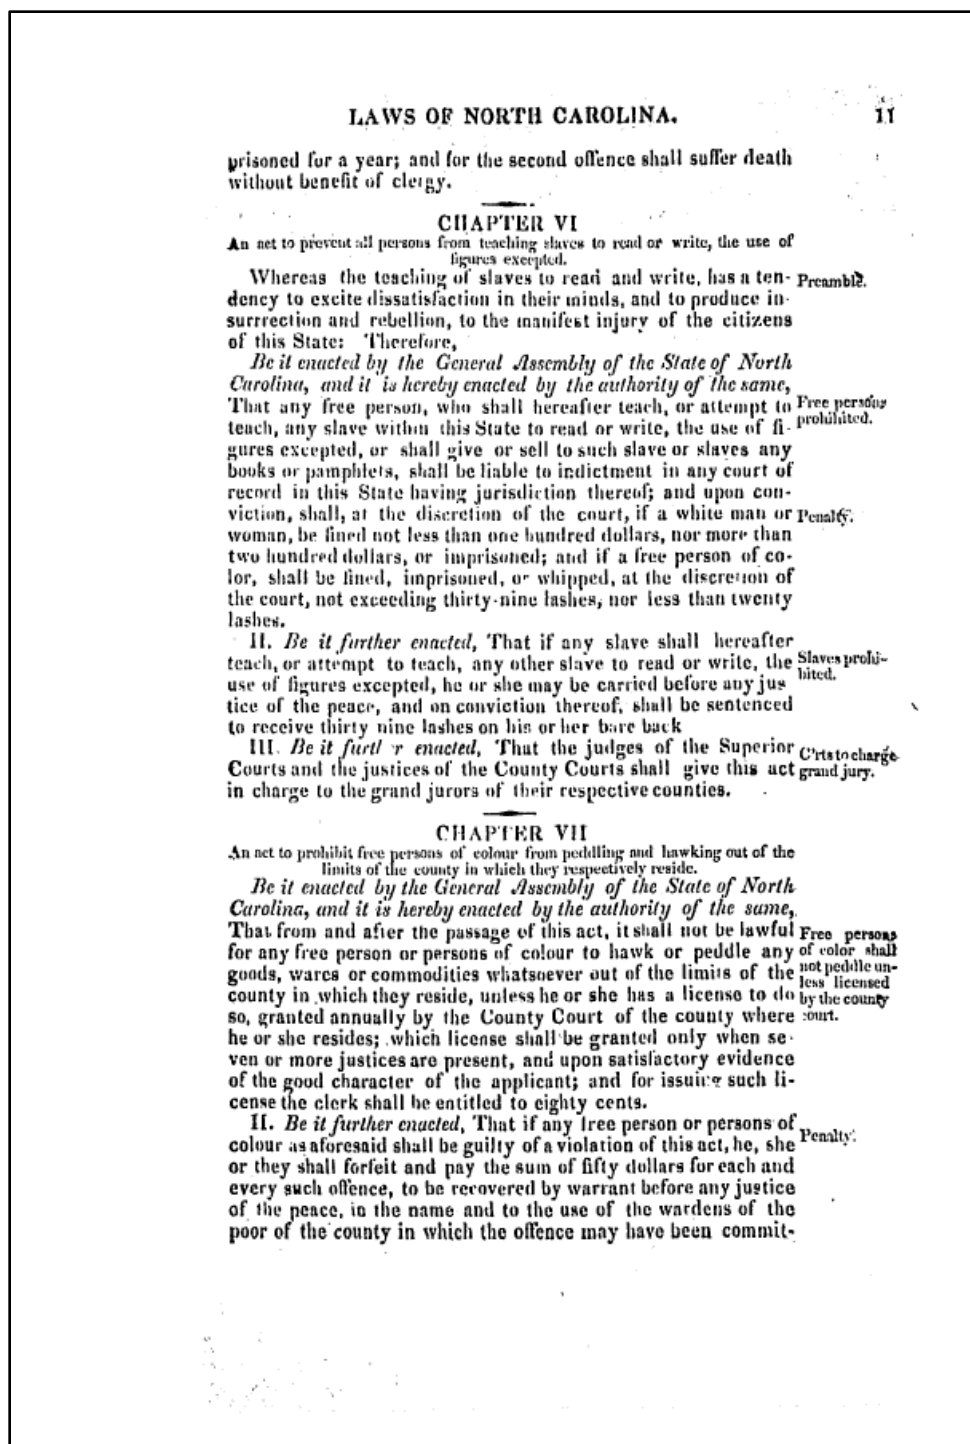 LAWS OF NORTH CAROLINA. 11
prisoned for a year; and for the second offence shall suffer death
without benefit of clergy.
CHAPTER VI
An act to prevent all persons from teaching slaves to read or write, the use of
figures excepted.
Whereas the teaching of slaves to read and write, has a ten- Preamble.
dency to excite dissatisfaction in their minds, and to produce in-
surrrection and rebellion, to the manifest injury of the citizens
of this State: Therefore,
Be it enacted by the General Assembly of the State of North
Carolina, and it is hereby enacted by the authority of the same,
That any free person, who shall hereafter teach, or attempt to Free persons
teach, any slave within this State to read or write, the use of fi- prohibited.
gures excepted, or shall give or sell to such slave or slaves any
books or pamphlets, shall be liable to indictment in any court of
record in this State having jurisdiction thereof; and upon con-
viction, shall, at the discretion of the court, if a white man or Penalty.
woman, be fined not less than one hundred dollars, nor more than
two hundred dollars, or imprisoned; and if a free person of co-
lor, shall be fined, imprisoned, or whipped, at the discretion of
the court, not exceeding thirty-nine lashes, nor less than twenty
lashes.
II. Be it further enacted, That if any slave shall hereafter
teach, or attempt to teach, any other slave to read or write, the Slaves prohi-
use of figures excepted, he or she may be carried before any jus bited.
tice of the peace, and on conviction thereof, shall be sentenced
to receive thirty nine lashes on his or her bare back
III. Be it furtl r enacted, That the judges of the Superior C'rts to charge
Courts and the justices of the County Courts shall give this act grand jury.
in charge to the grand jurors of their respective counties.
CHAPTER VII
An act to prohibit free persons of colour from peddling and hawking out of the
limits of the county in which they respectively reside.
Be it enacted by the General Assembly of the State of North
Carolina, and it is hereby enacted by the authority of the same,
That from and after the passage of this act, it shall not be lawful Free persons
for any free person or persons of colour to hawk or peddle any of color shall
goods, wares or commodities whatsoever out of the limits of the not peddle un-
less licensed
county in which they reside, unless he or she has a license to do by the county
so, granted annually by the County Court of the county where court.
he or she resides; which license shall be granted only when se-
ven or more justices are present, and upon satisfactory evidence
of the good character of the applicant; and for issuing such li-
cense the clerk shall be entitled to eighty cents.
II. Be it further enacted, That if any free person or persons of Penalty.
colour as aforesaid shall be guilty of a violation of this act, he, she
or they shall forfeit and pay the sum of fifty dollars for each and
every such offence, to be recovered by warrant before any justice
of the peace, in the name and to the use of the wardens of the
poor of the county in which the offence may have been commit-